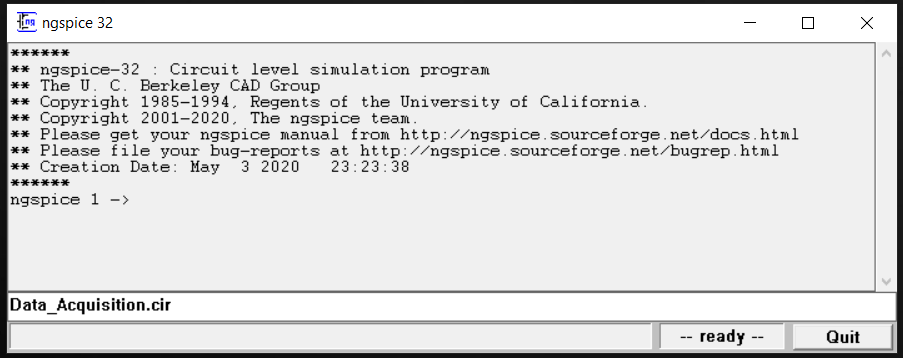 ngspice 32
******
** ngspice-32 : Circuit level simulation program
** The U. C. Berkeley CAD Group
** Copyright 1985-1994, Regents of the University of California.
** Copyright 2001-2020, The ngspice team.
** Please get your ngspice manual from http://ngspice.sourceforge.net/docs.html
** Please file your bug-reports at http://ngspice.sourceforge.net/bugrep.html
** Creation Date: May  3 2020   23:23:38
******
ngspice 1 ->
Data_Acquisition.cir
-- ready -- Quit